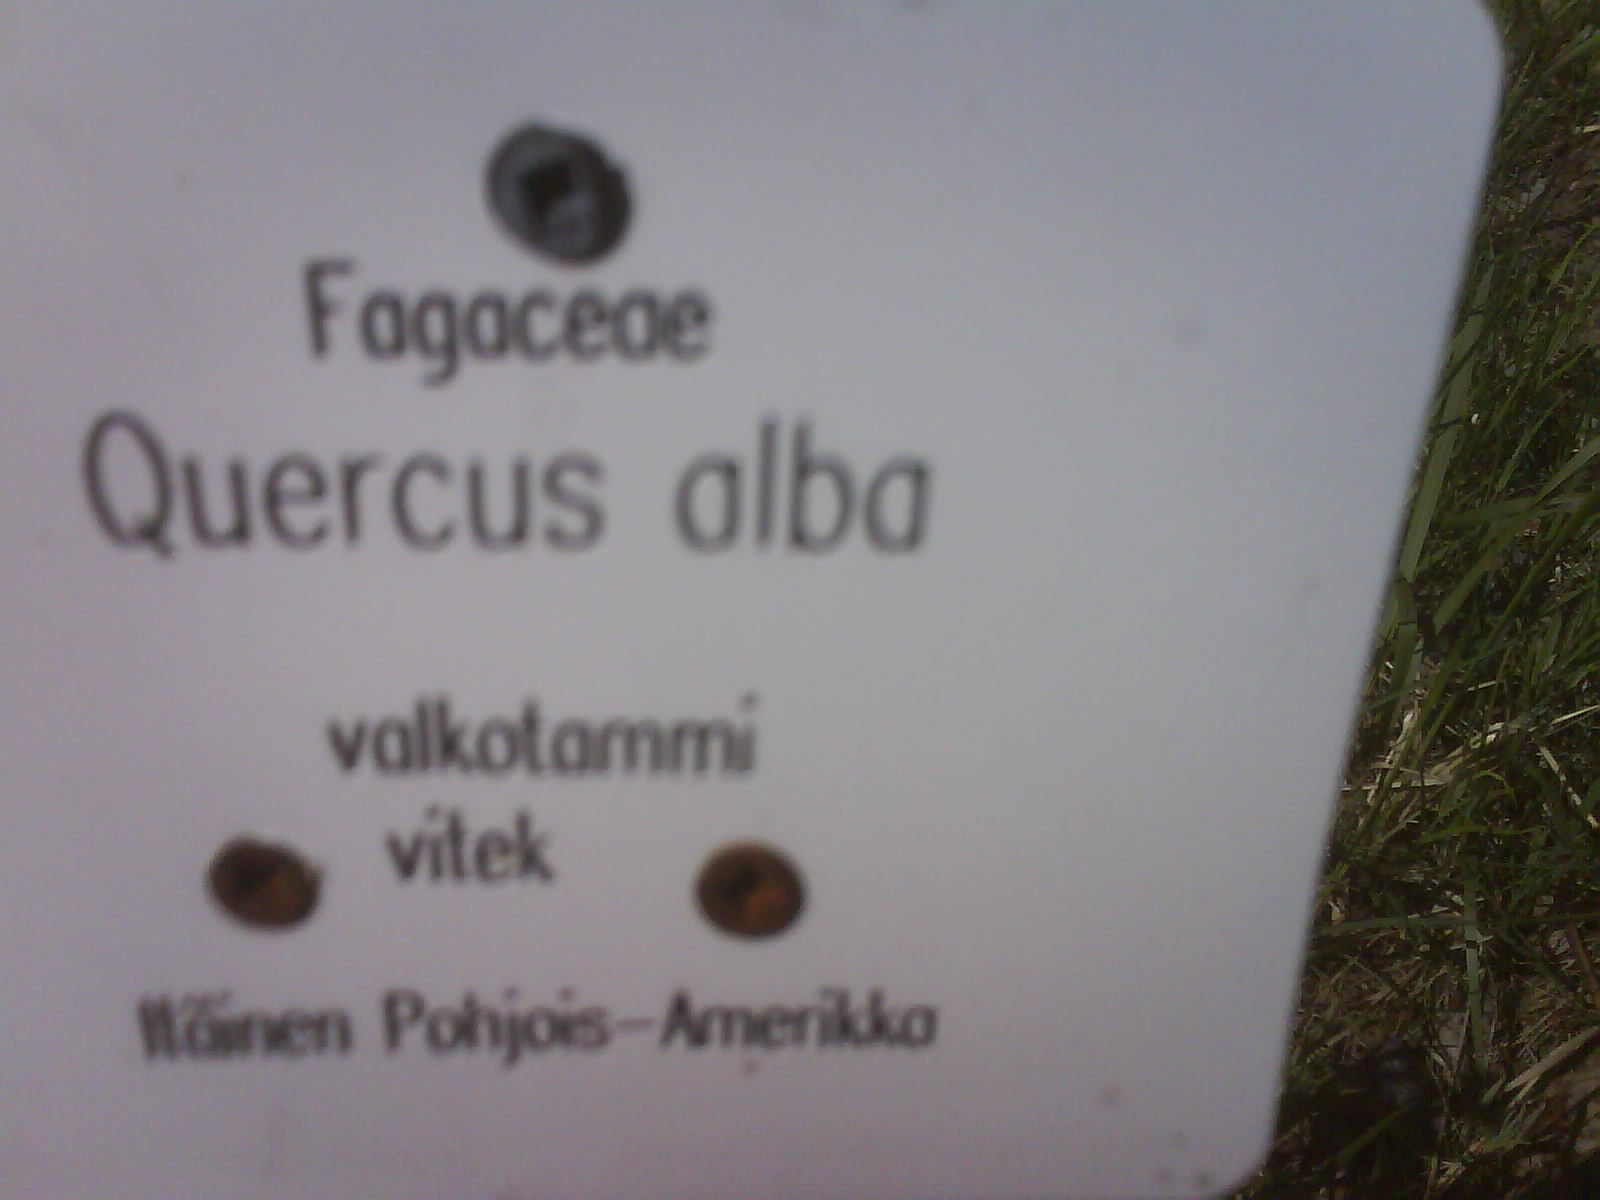 Fagaceae
Quercus alba
valkotammi
vitek
Itäinen Pohjois-Amerikka